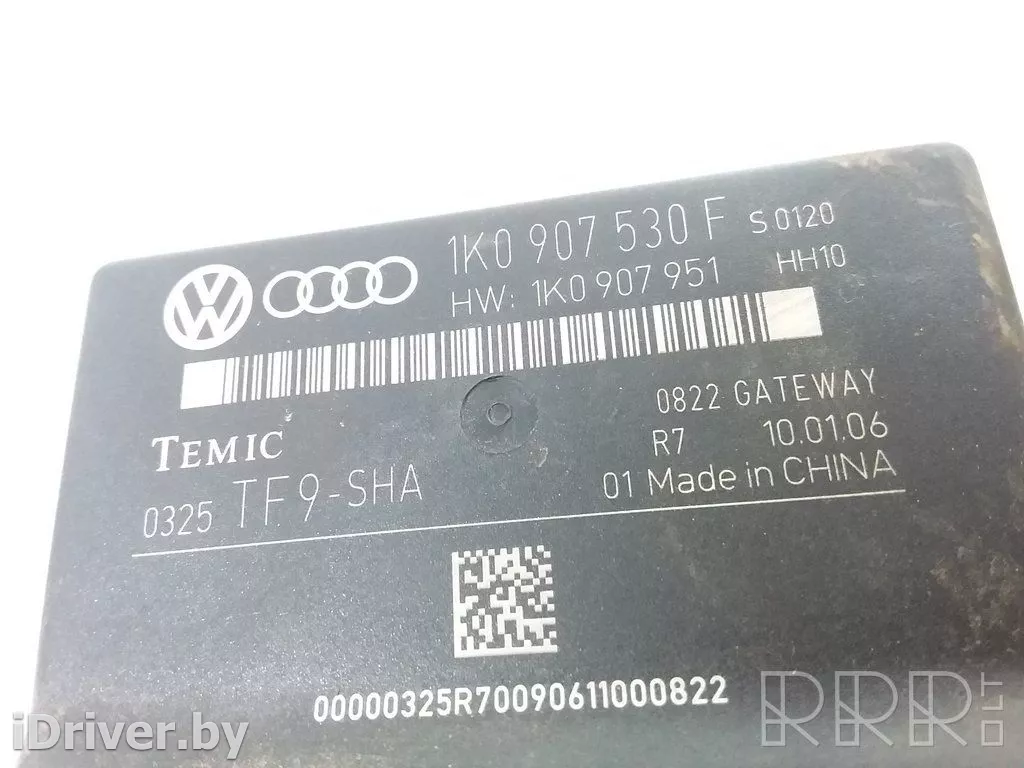 1K0 907 530 F S 0120
HW: 1K0 907 951 HH10
0822 GATEWAY
TEMIC R7 10.01.06
0325 TF9-SHA 01 Made in CHINA
00000325R70090611000822
iDriver.by
RRR.LT